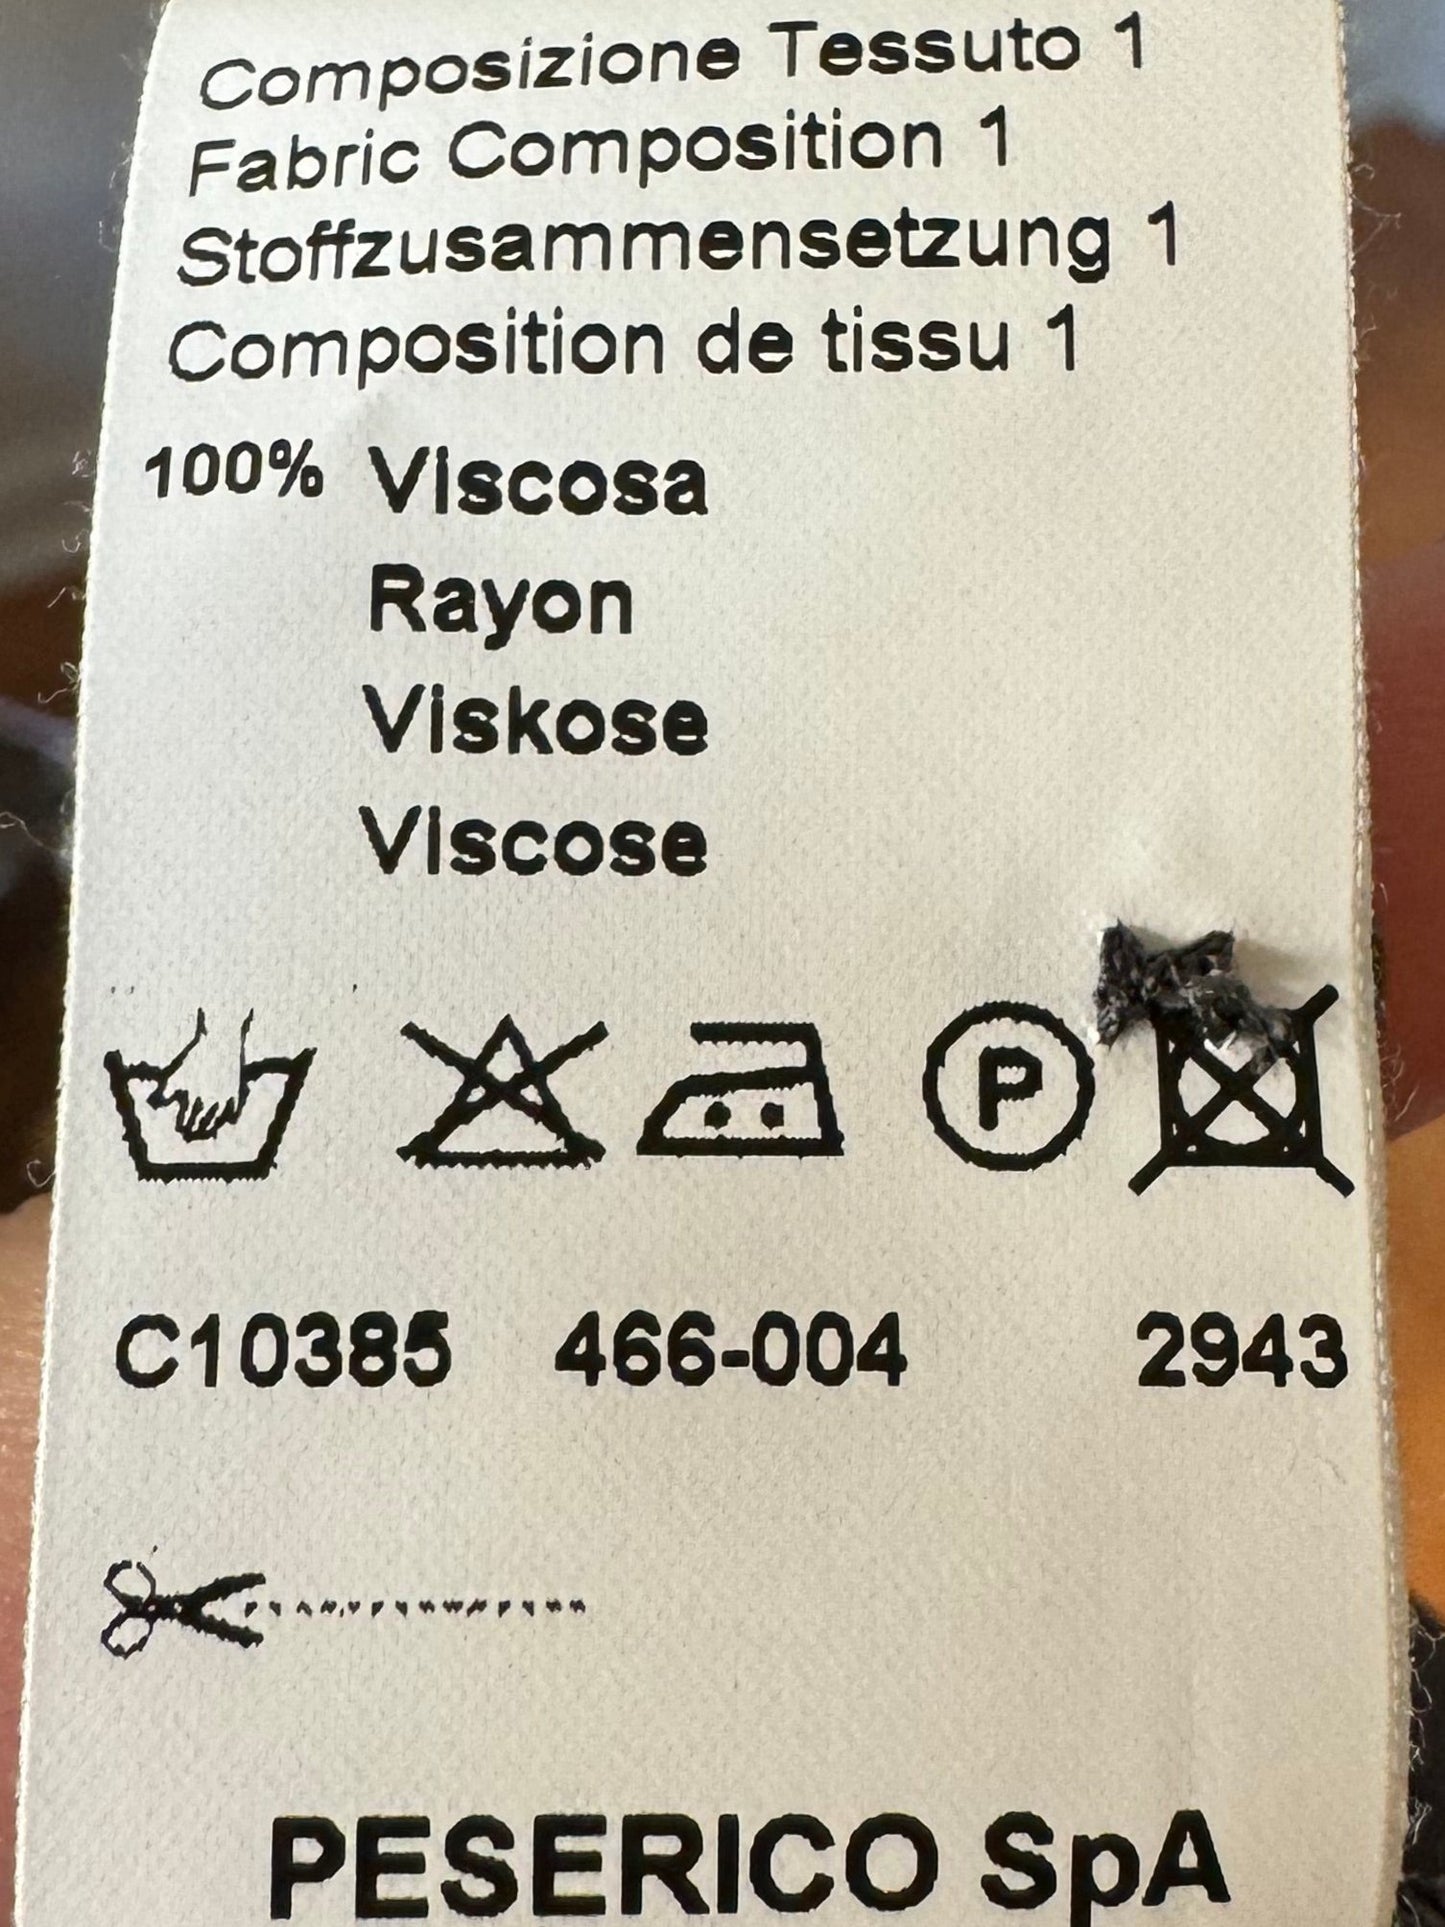 Composizione Tessuto 1
Fabric Composition 1
Stoffzusammensetzung 1
Composition de tissu 1
100% Viscosa
Rayon
Viskose
Viscose
P
C10385 466-004 2943
PESERICO SpA